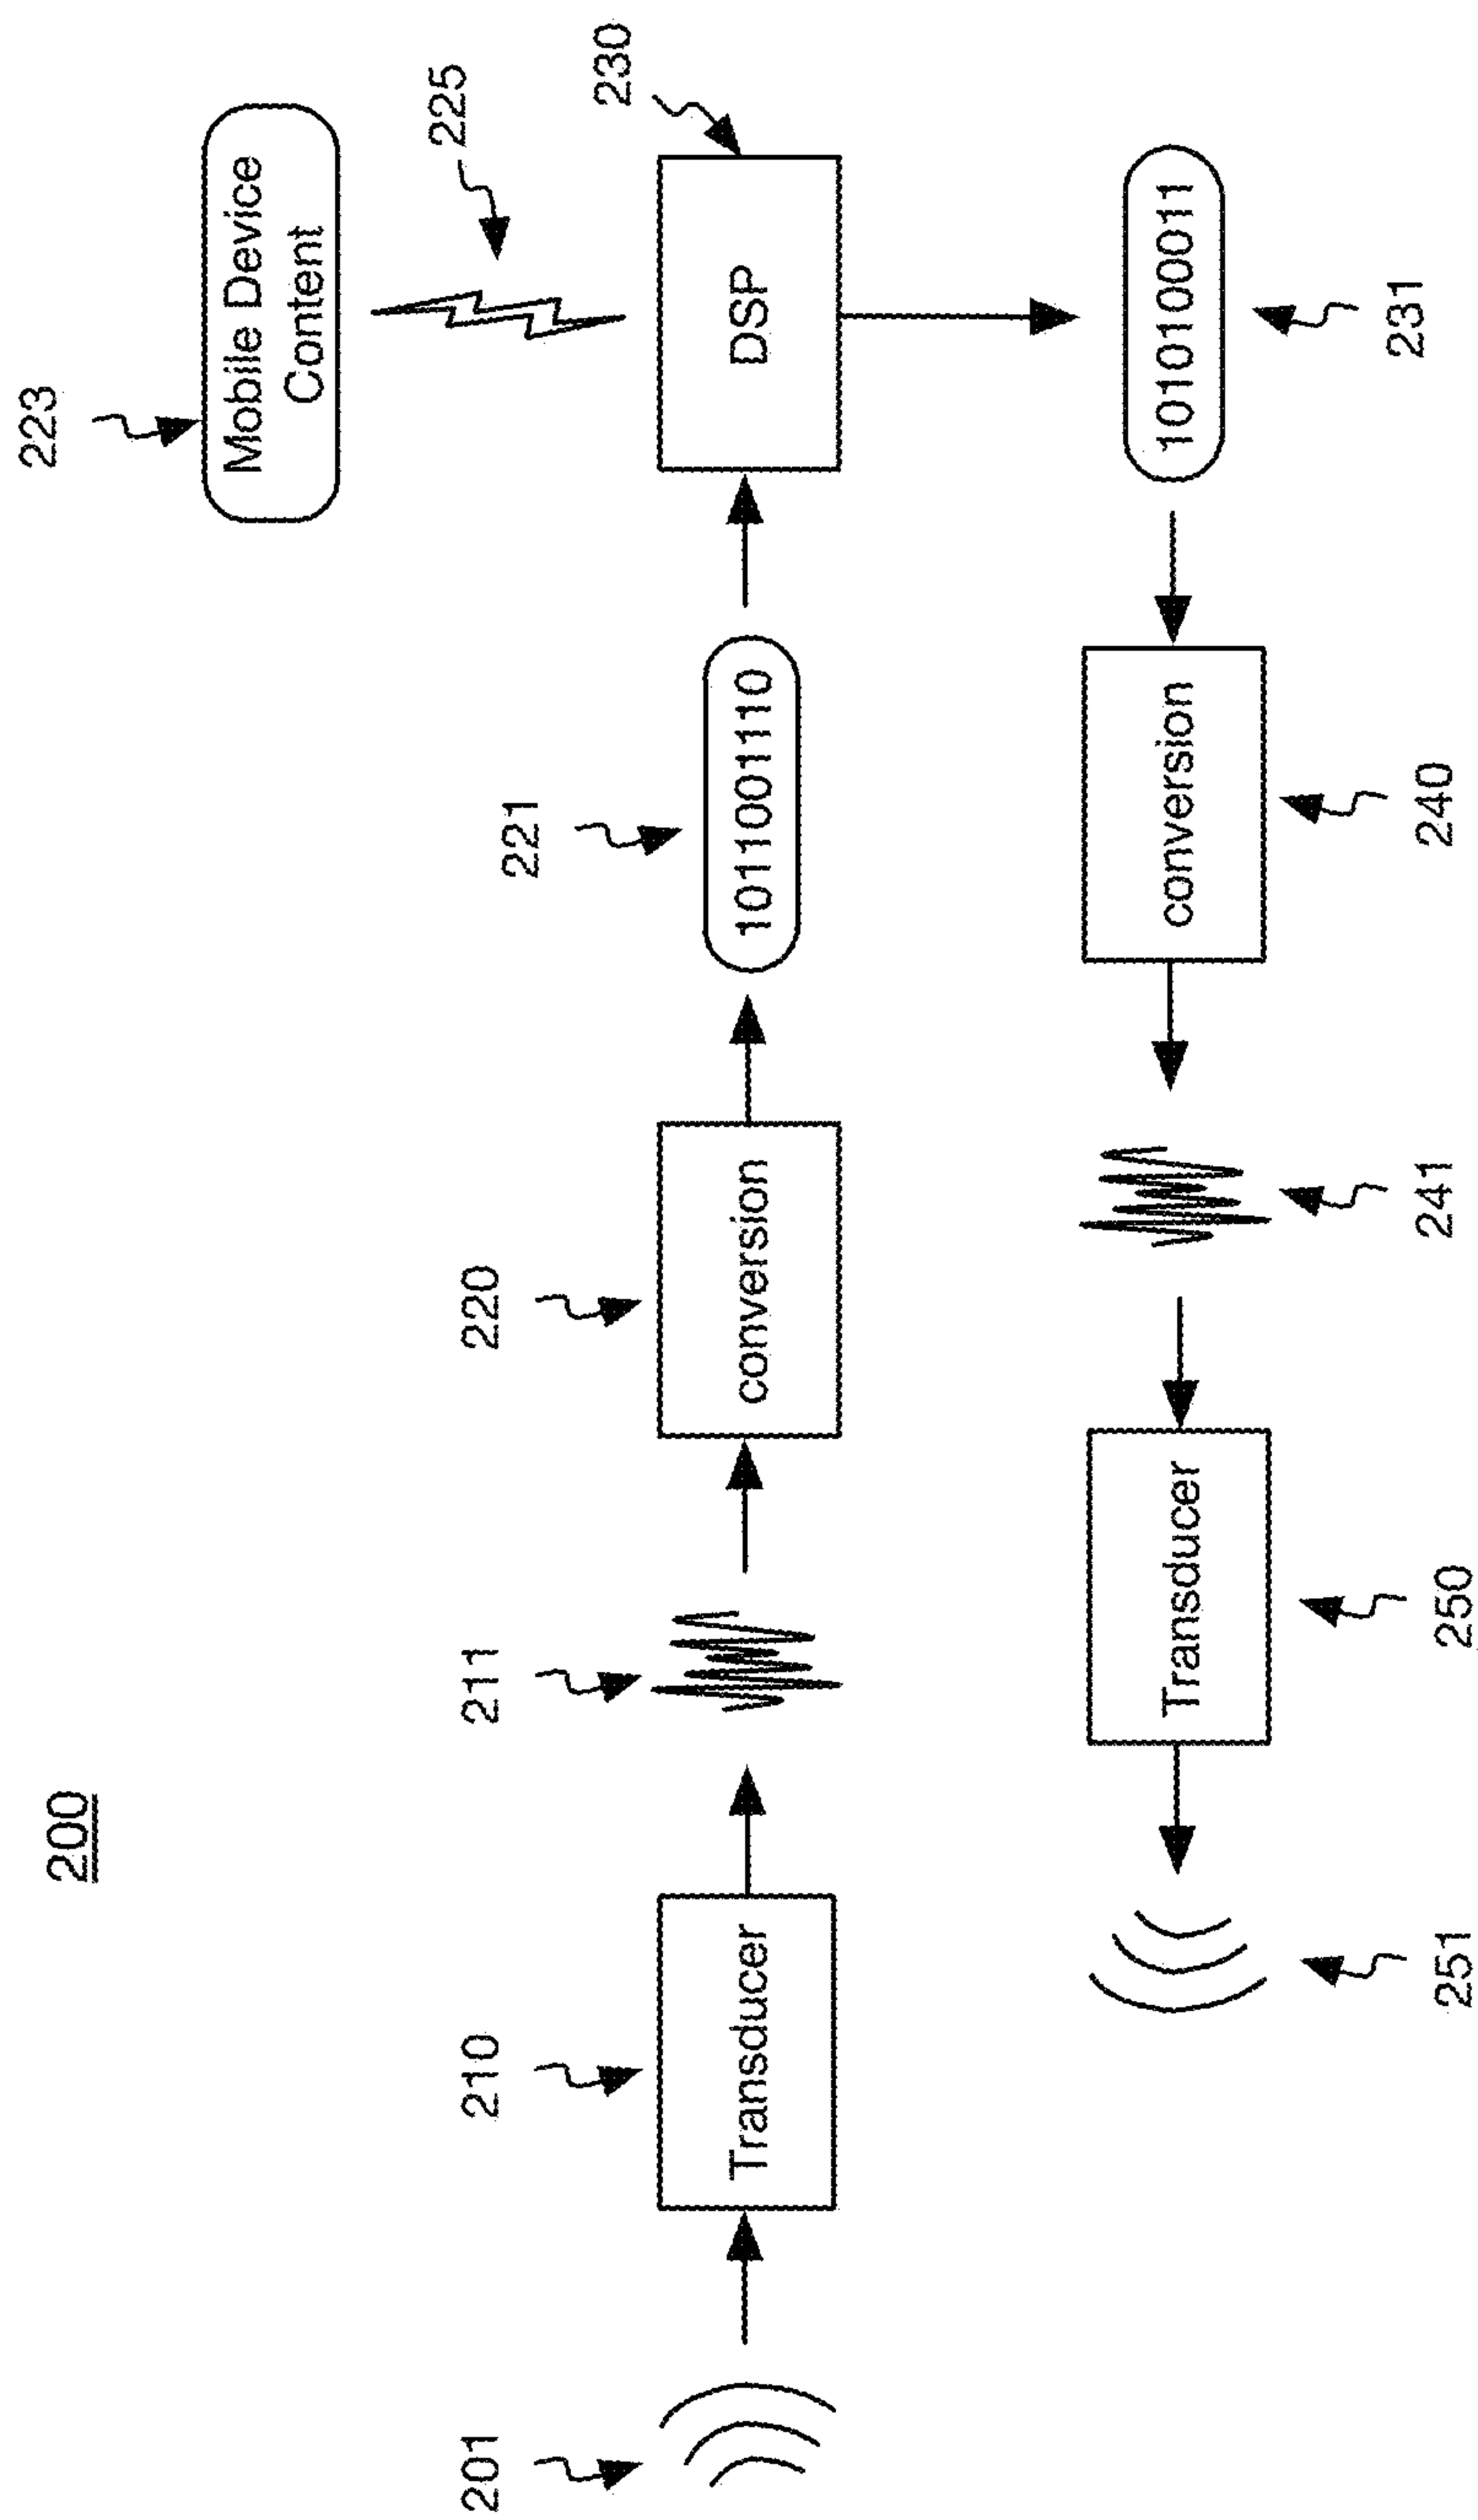 200
223
Mobile Device
Content
225
230
201
210
211
220
221
Transducer
conversion
1011001110
DSP
1010100011
231
conversion
240
241
Transducer
250
251